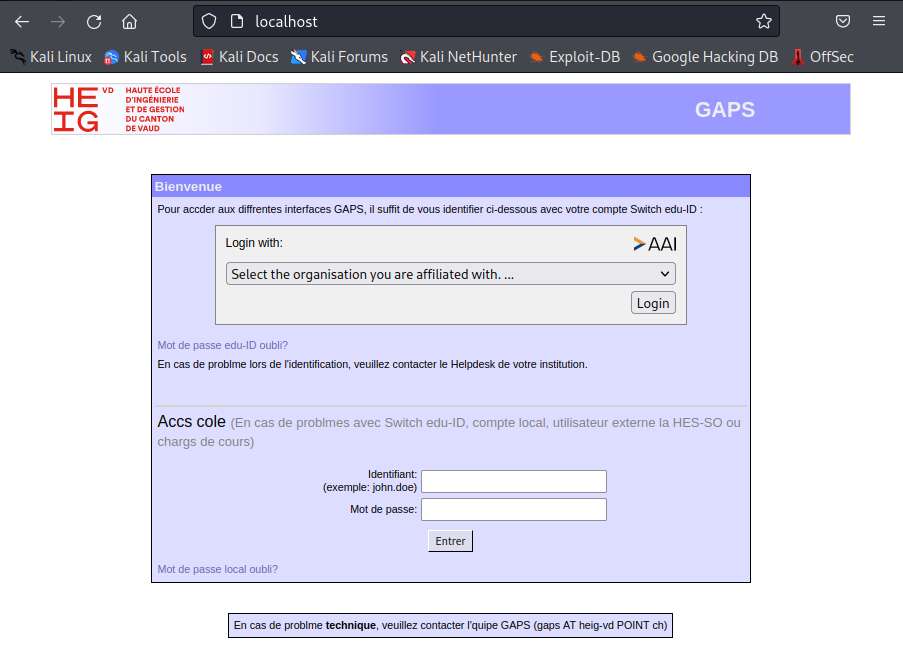 localhost
Kali Linux Kali Tools Kali Docs Kali Forums Kali NetHunter Exploit-DB Google Hacking DB OffSec
HE VD
IG
HAUTE ÉCOLE
D'INGÉNIERIE
ET DE GESTION
DU CANTON
DE VAUD
GAPS
Bienvenue
Pour accder aux diffrentes interfaces GAPS, il suffit de vous identifier ci-dessous avec votre compte Switch edu-ID :
Login with:
AAI
Select the organisation you are affiliated with. ...
Login
Mot de passe edu-ID oubli?
En cas de problme lors de l'identification, veuillez contacter le Helpdesk de votre institution.
Accs cole (En cas de problmes avec Switch edu-ID, compte local, utilisateur externe la HES-SO ou
chargs de cours)
Identifiant:
(exemple: john.doe)
Mot de passe:
Entrer
Mot de passe local oubli?
En cas de problme technique, veuillez contacter l'quipe GAPS (gaps AT heig-vd POINT ch)